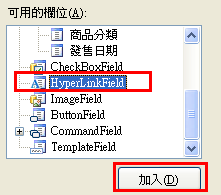 可用的欄位(A):
商品分類
發售日期
CheckBoxField
HyperLinkField
ImageField
ButtonField
CommandField
TemplateField
加入(D)